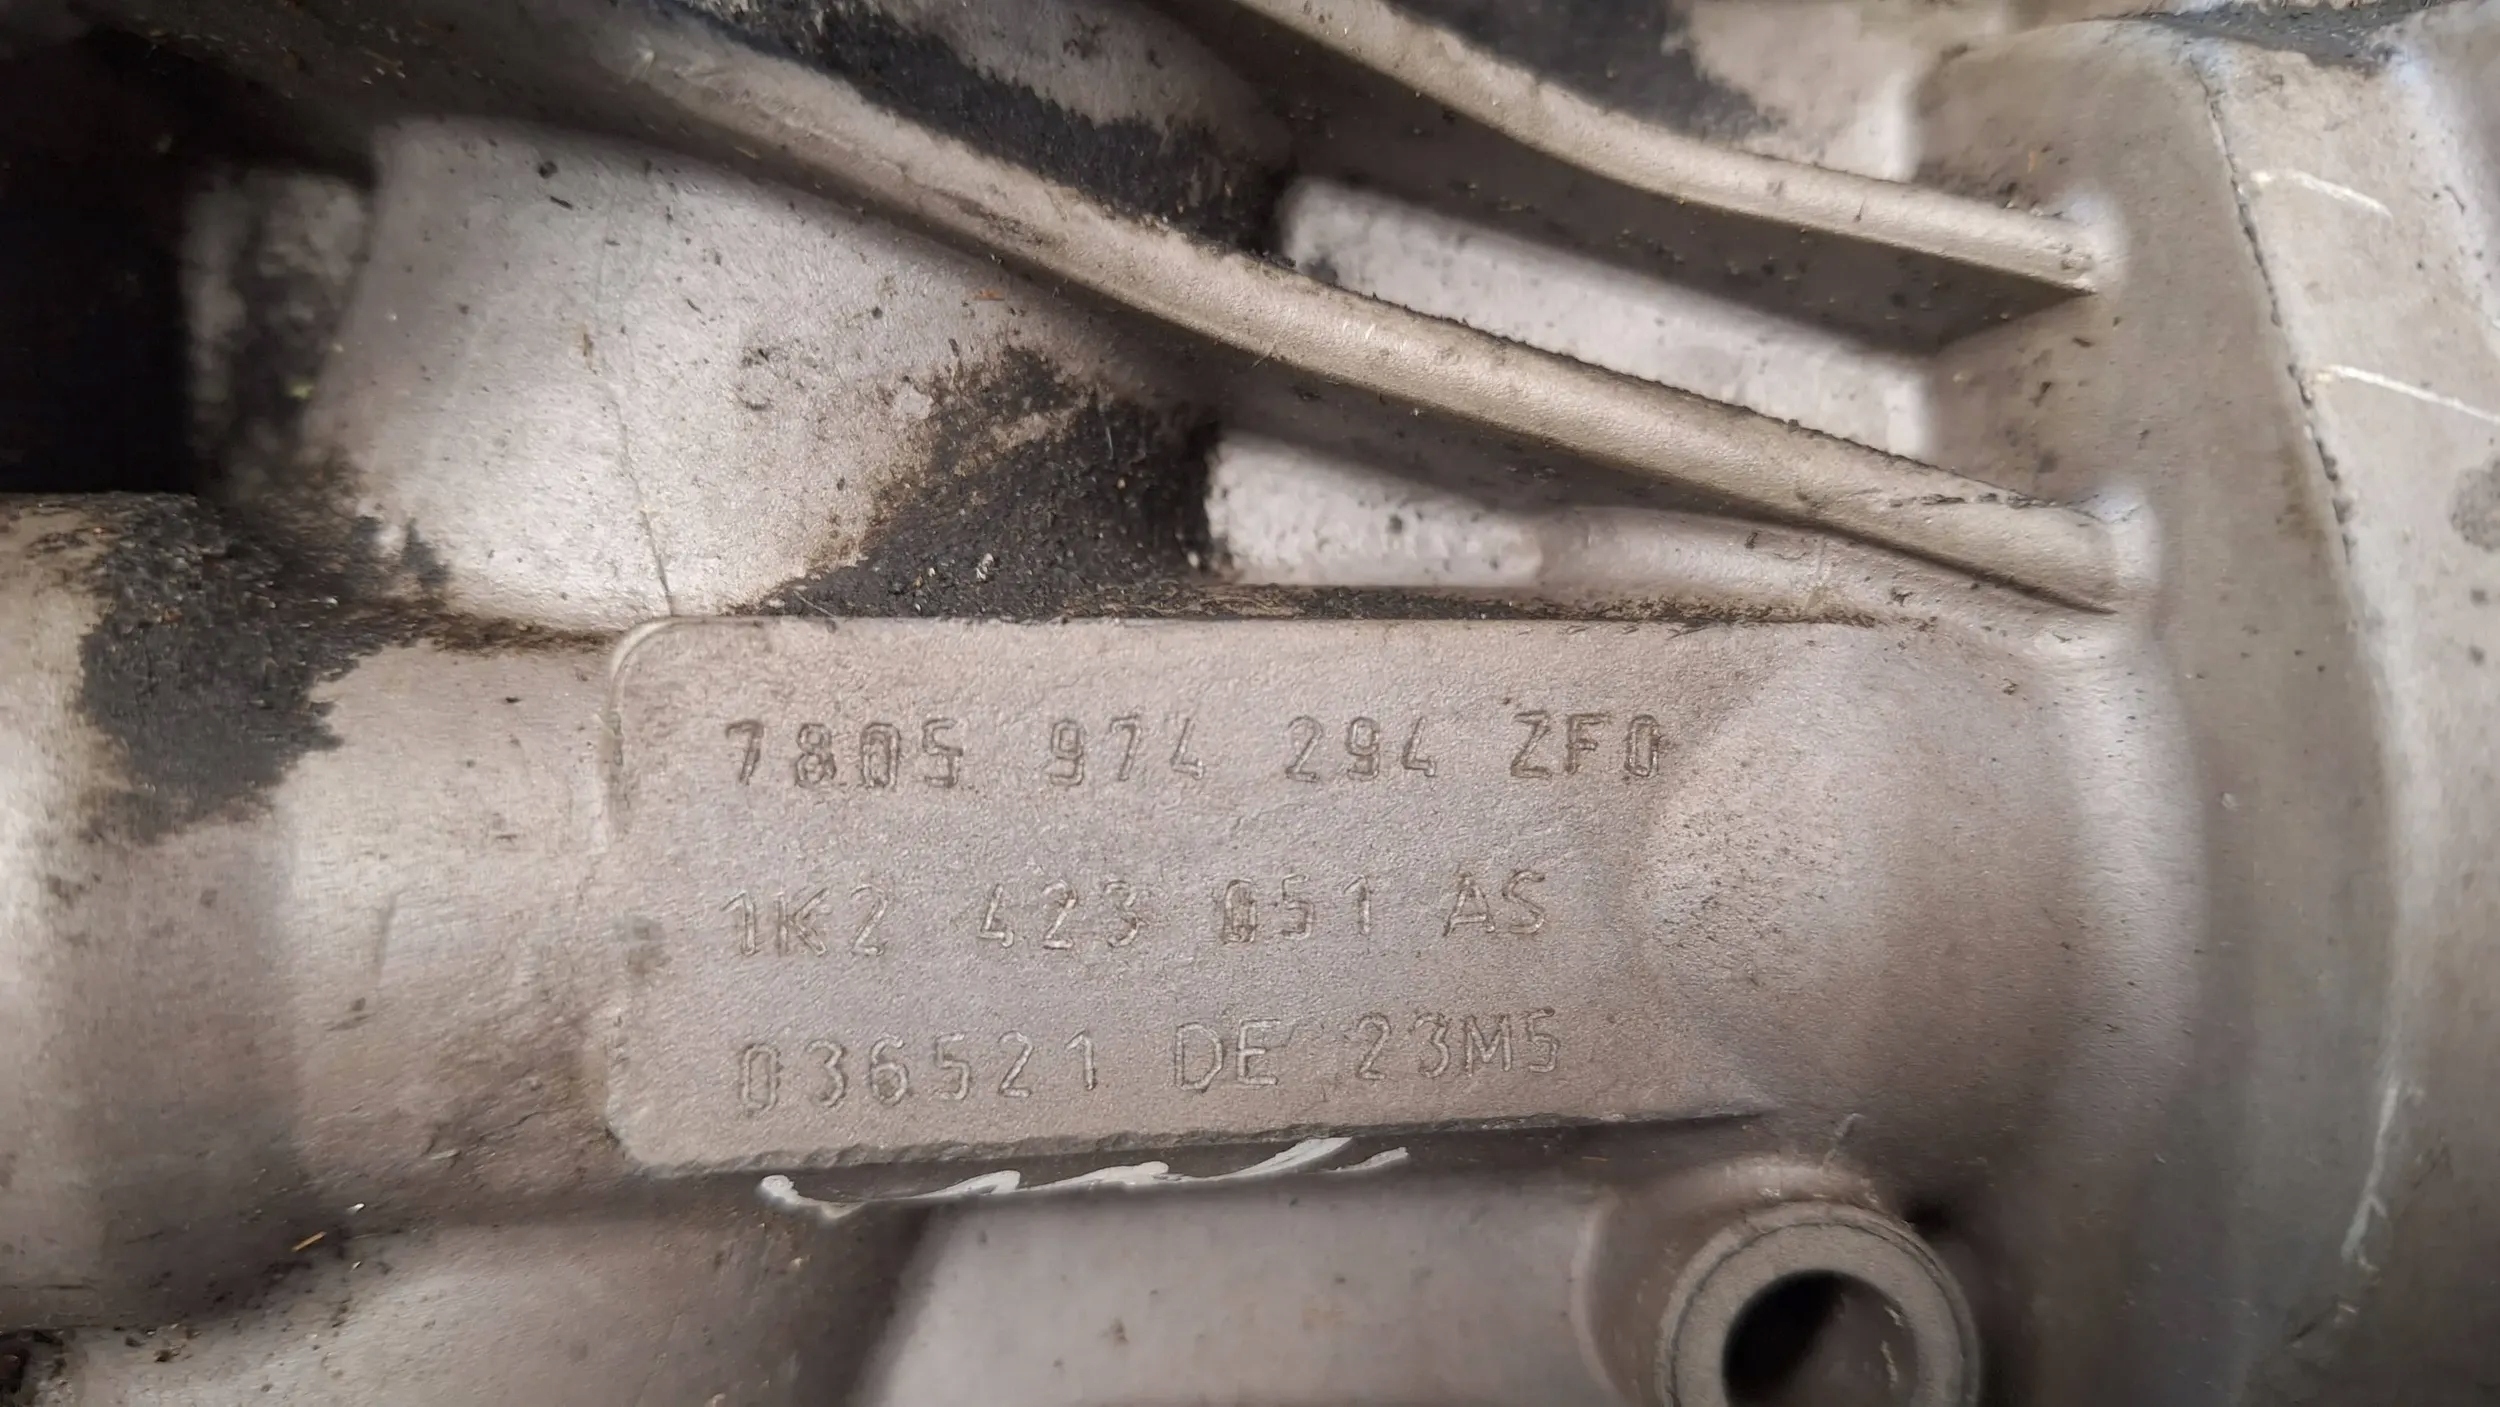 7805 974 294 ZF0
1K2 423 051 AS
036521 DE 23M5